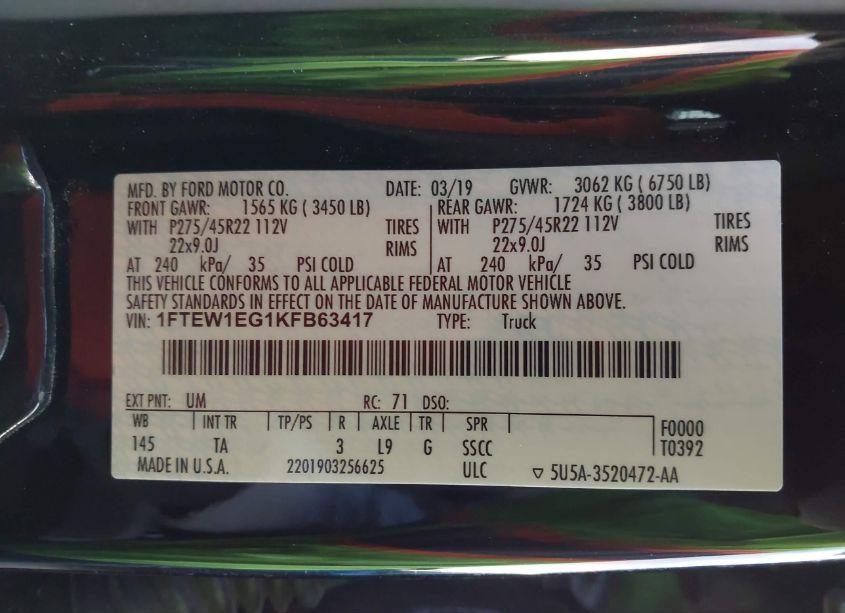 MFD. BY FORD MOTOR CO. DATE: 03/19 GVWR: 3062 KG ( 6750 LB)
FRONT GAWR: 1565 KG ( 3450 LB) REAR GAWR: 1724 KG ( 3800 LB)
WITH P275/45R22 112V TIRES WITH P275/45R22 112V TIRES
22x9.0J RIMS 22x9.0J RIMS
AT 240 kPa/ 35 PSI COLD AT 240 kPa/ 35 PSI COLD
THIS VEHICLE CONFORMS TO ALL APPLICABLE FEDERAL MOTOR VEHICLE
SAFETY STANDARDS IN EFFECT ON THE DATE OF MANUFACTURE SHOWN ABOVE.
VIN: 1FTEW1EG1KFB63417 TYPE: Truck
EXT PNT: UM RC: 71 DSO:
WB INT TR TP/PS R AXLE TR SPR F0000
145 TA 3 L9 G SSCC T0392
MADE IN U.S.A. 2201903256625 ULC ▽ 5U5A-3520472-AA